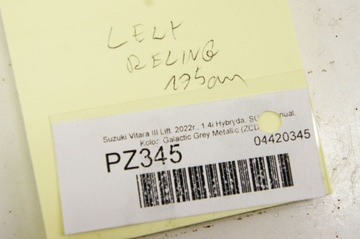 LEWY
RELING
175cm
Suzuki Vitara III Lift. 2022r., 1.4i Hybryda, SUV, manual,
Kolor: Galactic Grey Metallic (ZCD)
04420345
PZ345